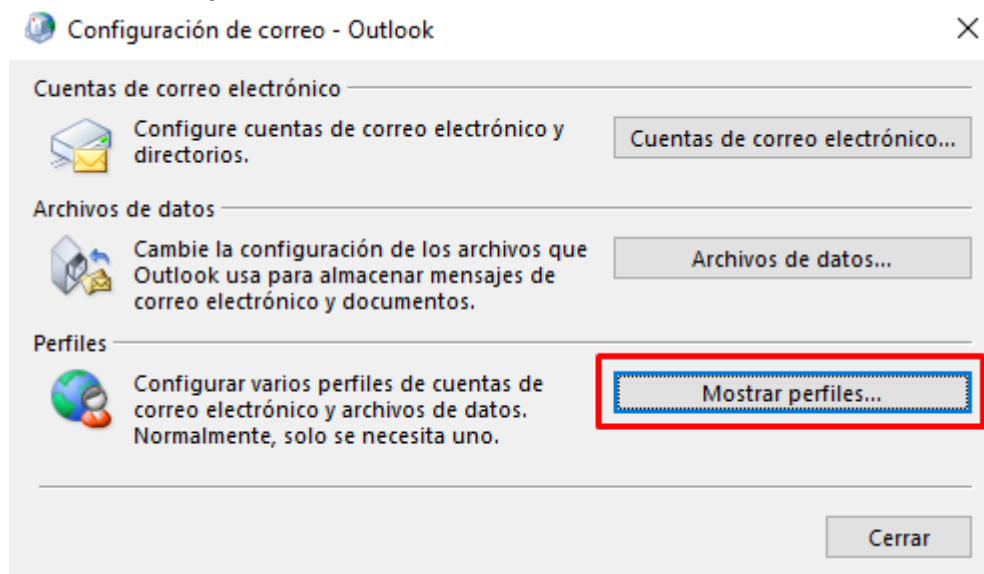 Configuración de correo - Outlook
Cuentas de correo electrónico
Configure cuentas de correo electrónico y
directorios.
Cuentas de correo electrónico...
Archivos de datos
Cambie la configuración de los archivos que
Outlook usa para almacenar mensajes de
correo electrónico y documentos.
Archivos de datos...
Perfiles
Configurar varios perfiles de cuentas de
correo electrónico y archivos de datos.
Normalmente, solo se necesita uno.
Mostrar perfiles...
Cerrar